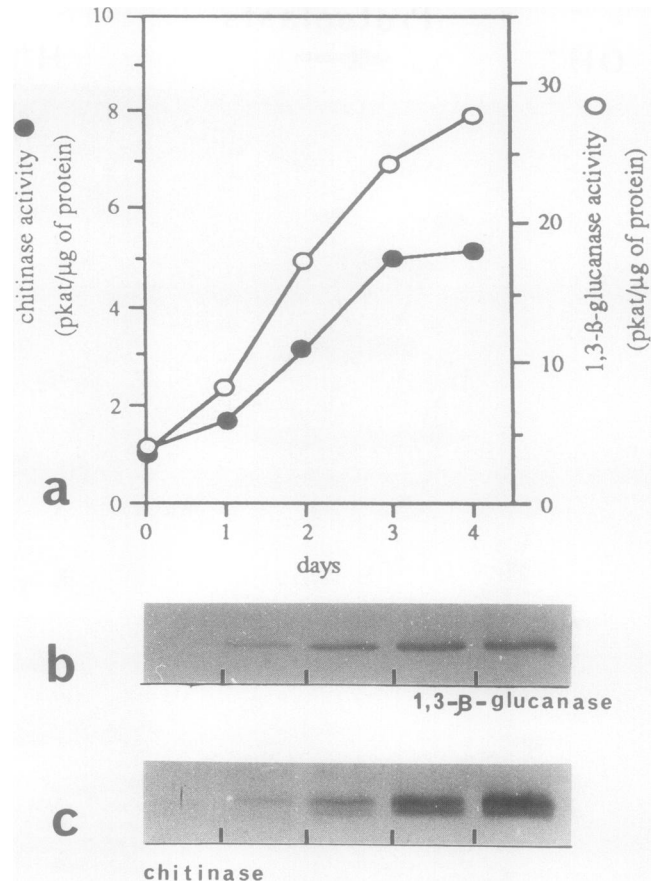 10
8
6
4
2
0
a
chitinase activity
(pkat/µg of protein)
30
20
10
0
1,3-ß-glucanase activity
(pkat/µg of protein)
0 1 2 3 4
days
b
1,3-β-glucanase
c
chitinase